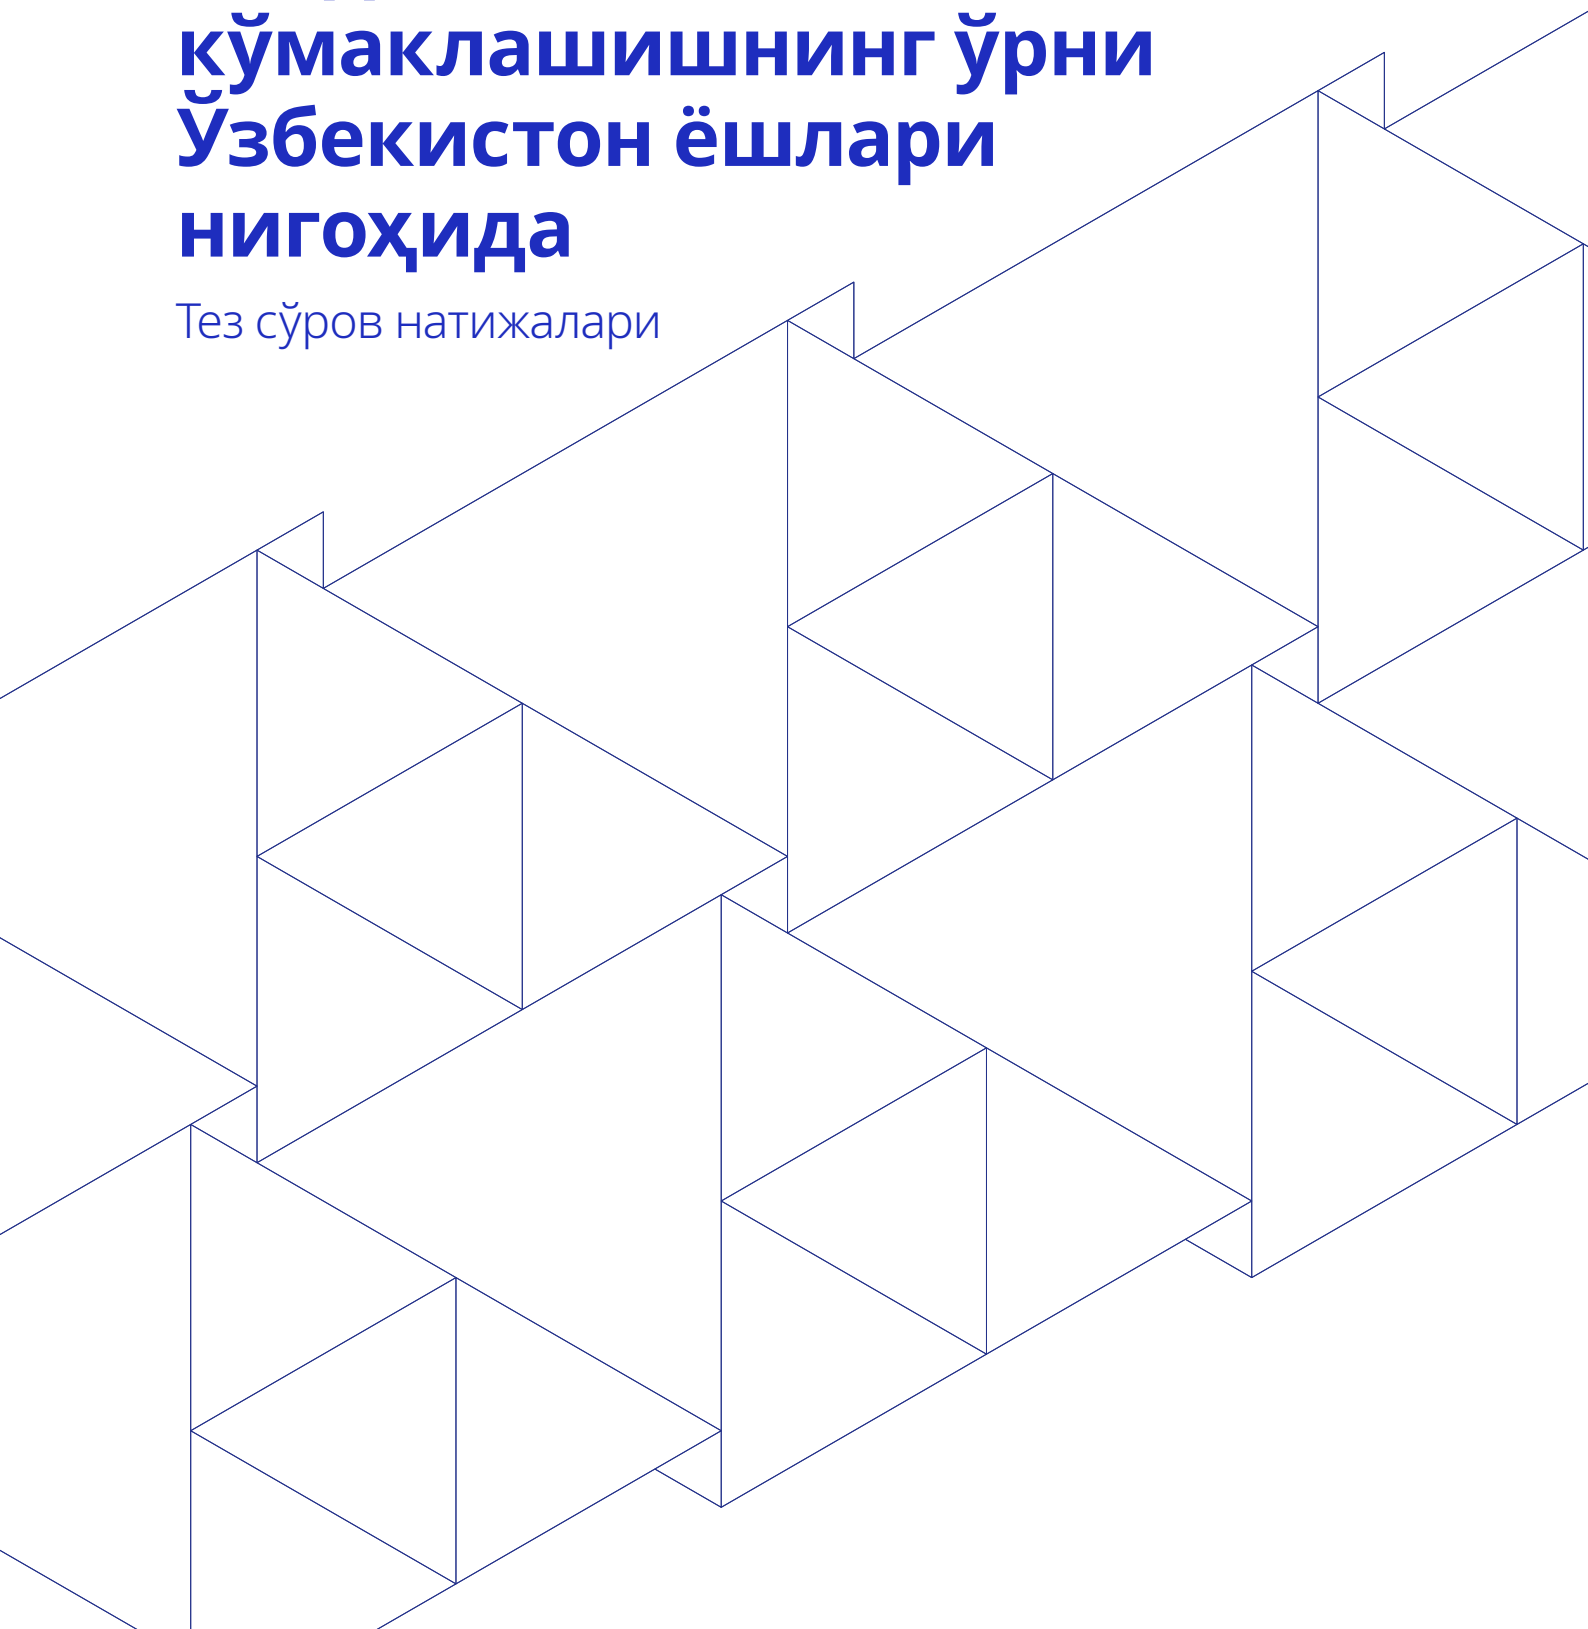 кўмаклашишнинг ўрни
Ўзбекистон ёшлари
нигоҳида
Тез сўров натижалари